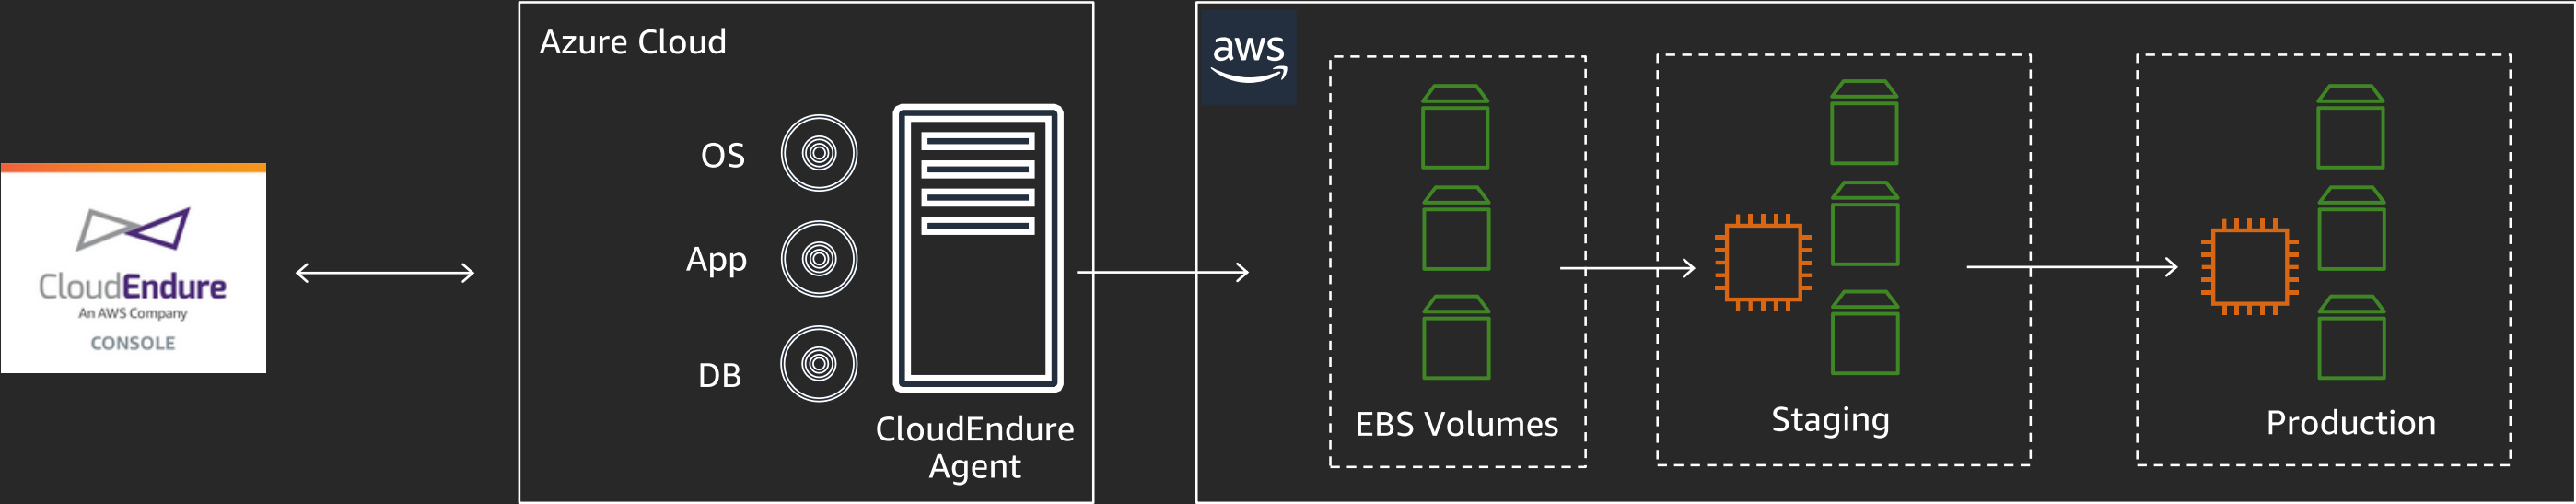 CloudEndure
An AWS Company
CONSOLE
Azure Cloud
OS
App
DB
CloudEndure
Agent
aws
EBS Volumes
Staging
Production